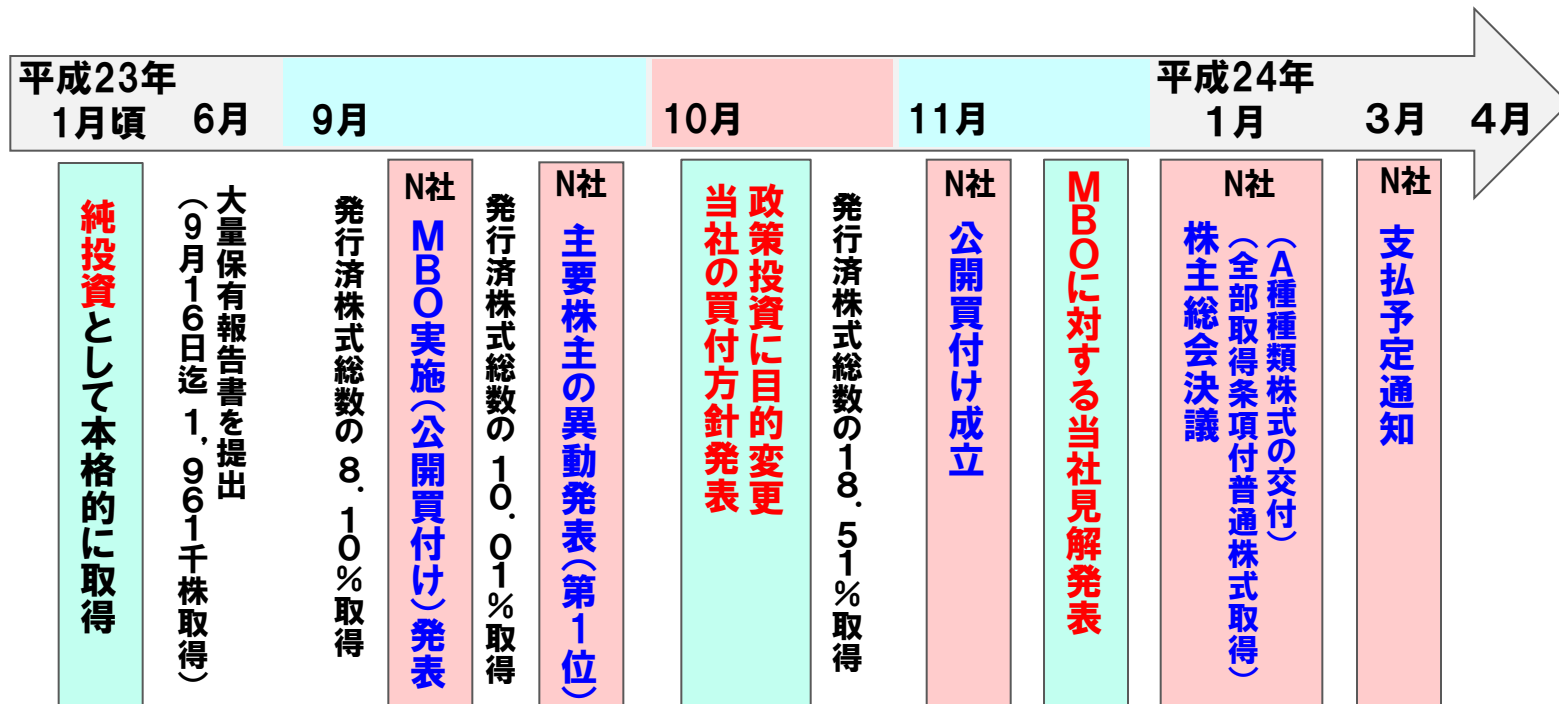 平成23年
1月頃
6月
9月
10月
11月
平成24年
1月
3月
4月
純投資として本格的に取得
大量保有報告書を提出
（9月16日迄 1，961千株取得）
発行済株式総数の 8．10％取得
N社
ＭＢＯ実施（公開買付け）発表
発行済株式総数の 10．01％取得
N社
主要株主の異動発表（第1位）
政策投資に目的変更
当社の買付方針発表
発行済株式総数の18．51％取得
N社
公開買付け成立
ＭＢＯに対する当社見解発表
N社
（Ａ種種類株式の交付）
（全部取得条項付普通株式取得）
株主総会決議
N社
支払予定通知